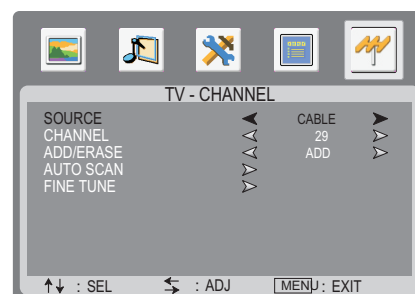 TV - CHANNEL
SOURCE CABLE
CHANNEL 29
ADD/ERASE ADD
AUTO SCAN
FINE TUNE
: SEL : ADJ MENU : EXIT